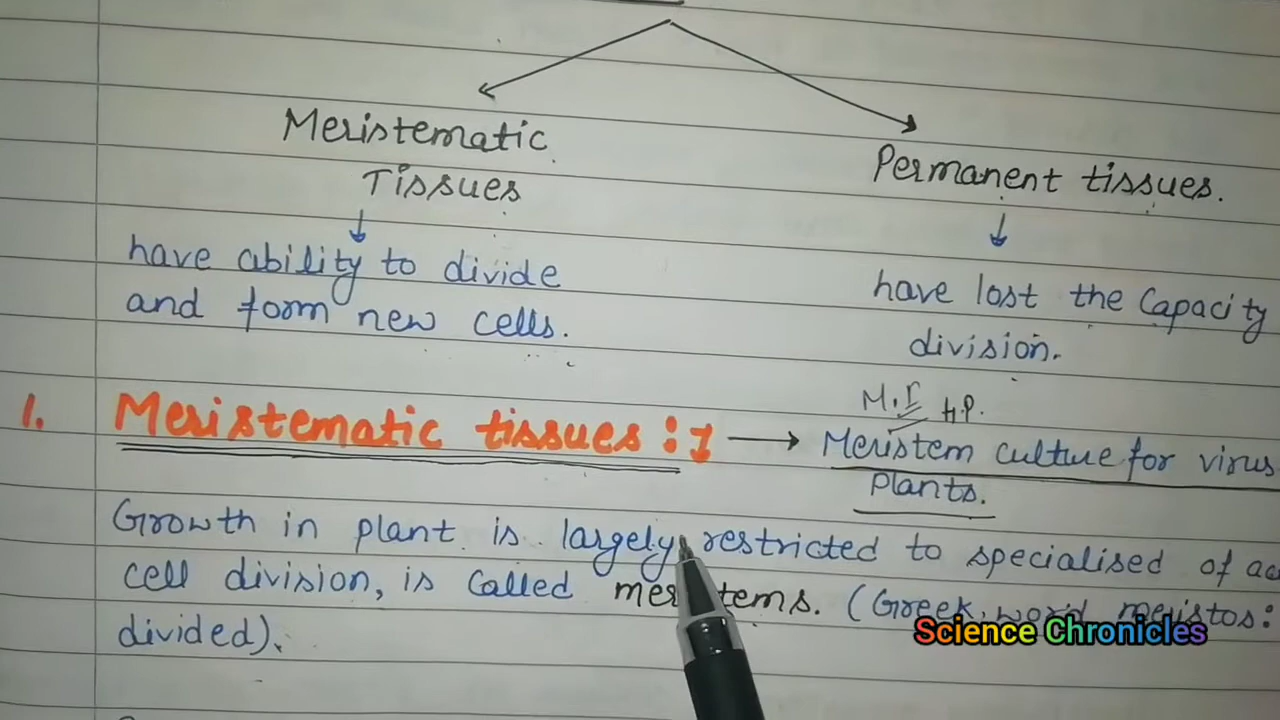 Meristematic
Tissues
Permanent tissues.
have ability to divide
and form new cells.
have lost the capacity
division.
M.I H.P.
1. Meristematic tissues :-
Meristem culture for virus
plants.
Growth in plant is largely restricted to specialised of
cell division, is called meristems. (Greek word meristos:
divided).
Science Chronicles